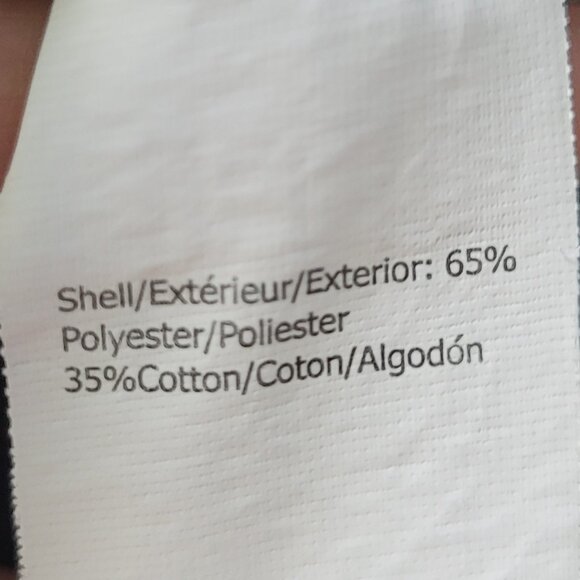 Shell/Extérieur/Exterior: 65%
Polyester/Poliester
35%Cotton/Coton/Algodón